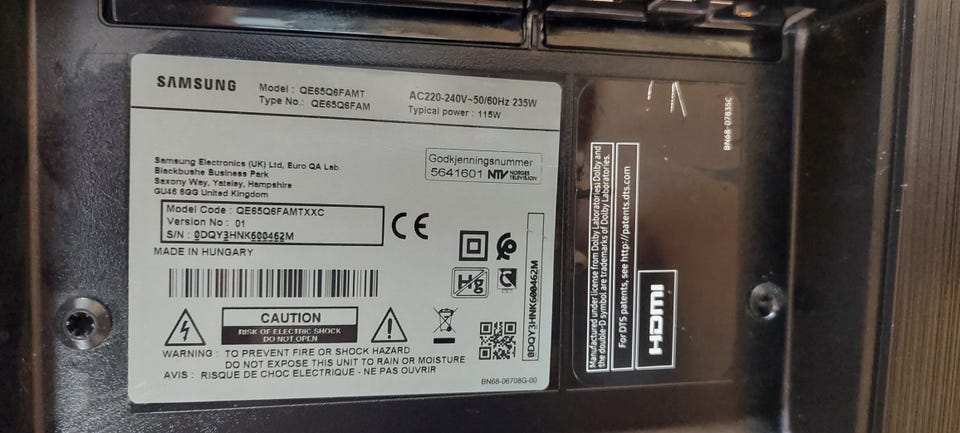 SAMSUNG
Model : QE65Q6FAMT
Type No.: QE65Q6FAM
AC220-240V~50/60Hz 235W
Typical power : 115W
Samsung Electronics (UK) Ltd, Euro QA Lab.
Blackbushe Business Park
Saxony Way, Yateley, Hampshire
GU46 6GG United Kingdom
Godkjenningsnummer
5641601 NTV NORGES TELEVISJON
Model Code : QE65Q6FAMTXXC
Version No : 01
S/N : 0DQY3HNK600462M
CE
MADE IN HUNGARY
Hg
0DQY3HNK600462M
CAUTION
RISK OF ELECTRIC SHOCK
DO NOT OPEN
WARNING : TO PREVENT FIRE OR SHOCK HAZARD
DO NOT EXPOSE THIS UNIT TO RAIN OR MOISTURE
AVIS : RISQUE DE CHOC ELECTRIQUE - NE PAS OUVRIR
BN68-06708G-00
Manufactured under license from Dolby Laboratories. Dolby and
the double-D symbol are trademarks of Dolby Laboratories.
For DTS patents, see http://patents.dts.com.
HDMI
BN68-07835C